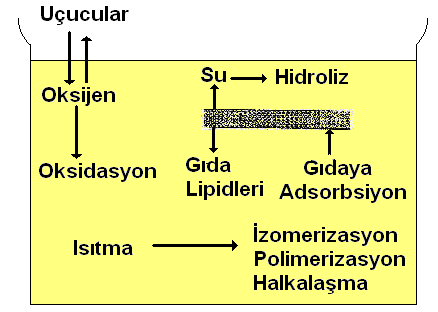 Uçucular
Oksijen
Oksidasyon
Su
Hidroliz
Gıda
Lipidleri
Gıdaya
Adsorbsiyon
Isıtma
İzomerizasyon
Polimerizasyon
Halkalaşma